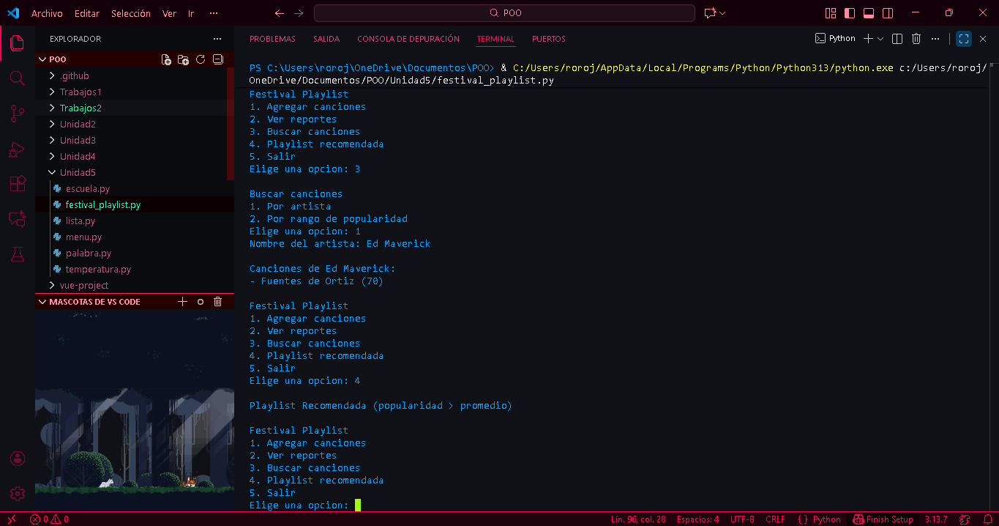 Archivo Editar Selección Ver Ir ··· POO
EXPLORADOR ···
POO
.github
Trabajos1
Trabajos2
Unidad2
Unidad3
Unidad4
Unidad5
escuela.py
festival_playlist.py
lista.py
menu.py
palabra.py
temperatura.py
vue-project
MASCOTAS DE VS CODE
PROBLEMAS SALIDA CONSOLA DE DEPURACIÓN TERMINAL PUERTOS Python ···
PS C:\Users\roroj\OneDrive\Documentos\POO> & C:/Users/roroj/AppData/Local/Programs/Python/Python313/python.exe c:/Users/roroj/
OneDrive/Documentos/POO/Unidad5/festival_playlist.py
Festival Playlist
1. Agregar canciones
2. Ver reportes
3. Buscar canciones
4. Playlist recomendada
5. Salir
Elige una opcion: 3
Buscar canciones
1. Por artista
2. Por rango de popularidad
Elige una opcion: 1
Nombre del artista: Ed Maverick
Canciones de Ed Maverick:
- Fuentes de Ortiz (70)
Festival Playlist
1. Agregar canciones
2. Ver reportes
3. Buscar canciones
4. Playlist recomendada
5. Salir
Elige una opcion: 4
Playlist Recomendada (popularidad > promedio)
Festival Playlist
1. Agregar canciones
2. Ver reportes
3. Buscar canciones
4. Playlist recomendada
5. Salir
Elige una opcion:
0 0 Lín. 96, col. 28 Espacios: 4 UTF-8 CRLF {} Python Finish Setup 3.13.7